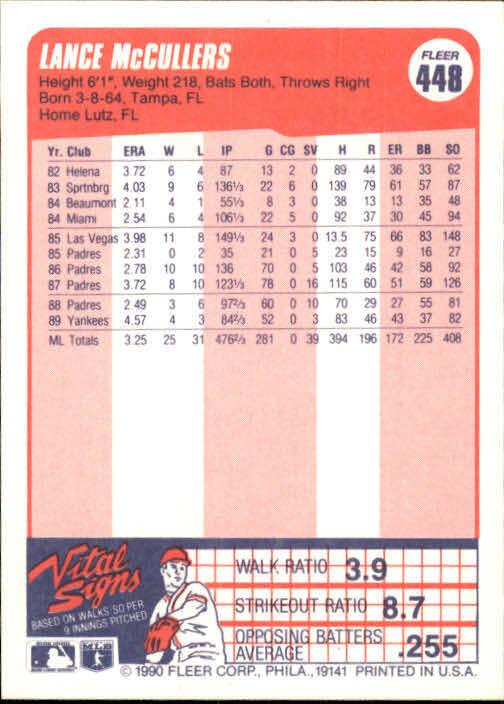 LANCE McCULLERS
FLEER
448
Height 6'1", Weight 218, Bats Both, Throws Right
Born 3-8-64, Tampa, FL
Home Lutz, FL
Yr. Club ERA W L IP G CG SV H R ER BB SO
82 Helena 3.72 6 4 87 13 2 0 89 44 36 33 62
83 Sprtnbrg 4.03 9 6 136⅓ 22 6 0 139 79 61 57 87
84 Beaumont 2.11 4 1 55⅓ 8 3 0 38 13 13 35 48
84 Miami 2.54 6 4 106⅓ 22 5 0 92 37 30 45 94
85 Las Vegas 3.98 11 8 149⅓ 24 3 0 13.5 75 66 83 148
85 Padres 2.31 0 2 35 21 0 5 23 15 9 16 27
86 Padres 2.78 10 10 136 70 0 5 103 46 42 58 92
87 Padres 3.72 8 10 123⅓ 78 0 16 115 60 51 59 126
88 Padres 2.49 3 6 97⅔ 60 0 10 70 29 27 55 81
89 Yankees 4.57 4 3 84⅔ 52 0 3 83 46 43 37 82
ML Totals 3.25 25 31 476⅔ 281 0 39 394 196 172 225 408
Vital
Signs
BASED ON WALKS, SO PER
9 INNINGS PITCHED
WALK RATIO 3.9
STRIKEOUT RATIO 8.7
OPPOSING BATTERS
AVERAGE .255
MLB
© 1990 FLEER CORP., PHILA., 19141 PRINTED IN U.S.A.